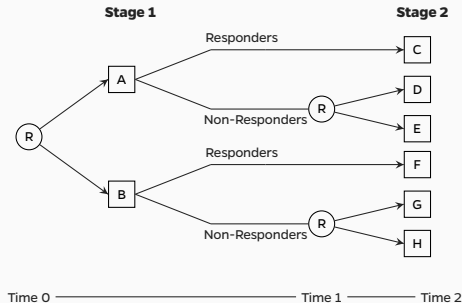 Stage 1 Stage 2
Responders
C
A
D
R
Non-Responders
E
R
Responders
F
B
G
R
Non-Responders
H
Time 0 Time 1 Time 2